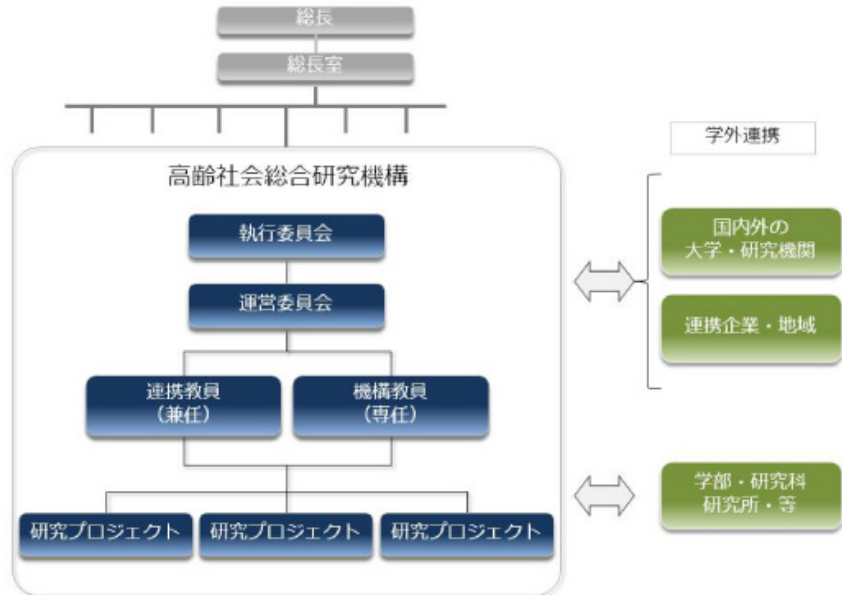 総長
総長室
学外連携
高齢社会総合研究機構
執行委員会
国内外の
大学・研究機関
運営委員会
連携企業・地域
連携教員
（兼任）
機構教員
（専任）
学部・研究科
研究所・等
研究プロジェクト
研究プロジェクト
研究プロジェクト